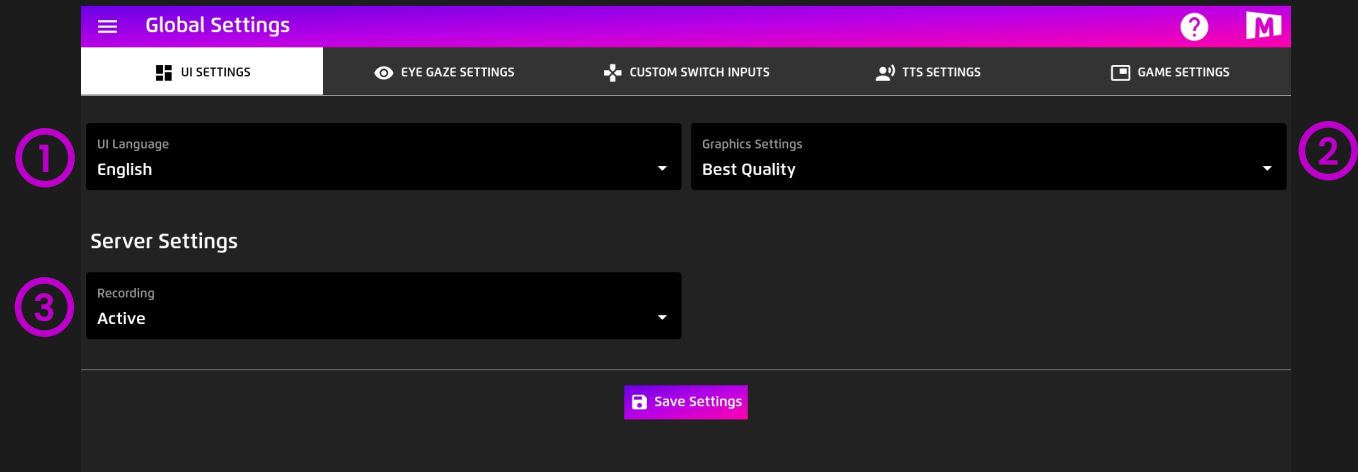 Global Settings
?
M
UI SETTINGS
EYE GAZE SETTINGS
CUSTOM SWITCH INPUTS
TTS SETTINGS
GAME SETTINGS
1
UI Language
English
Graphics Settings
Best Quality
2
Server Settings
3
Recording
Active
Save Settings